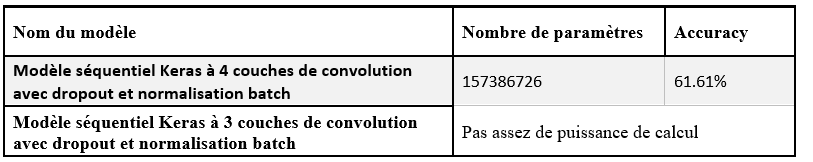 Nom du modèle Nombre de paramètres Accuracy
Modèle séquentiel Keras à 4 couches de convolution
avec dropout et normalisation batch 157386726 61.61%
Modèle séquentiel Keras à 3 couches de convolution
avec dropout et normalisation batch Pas assez de puissance de calcul